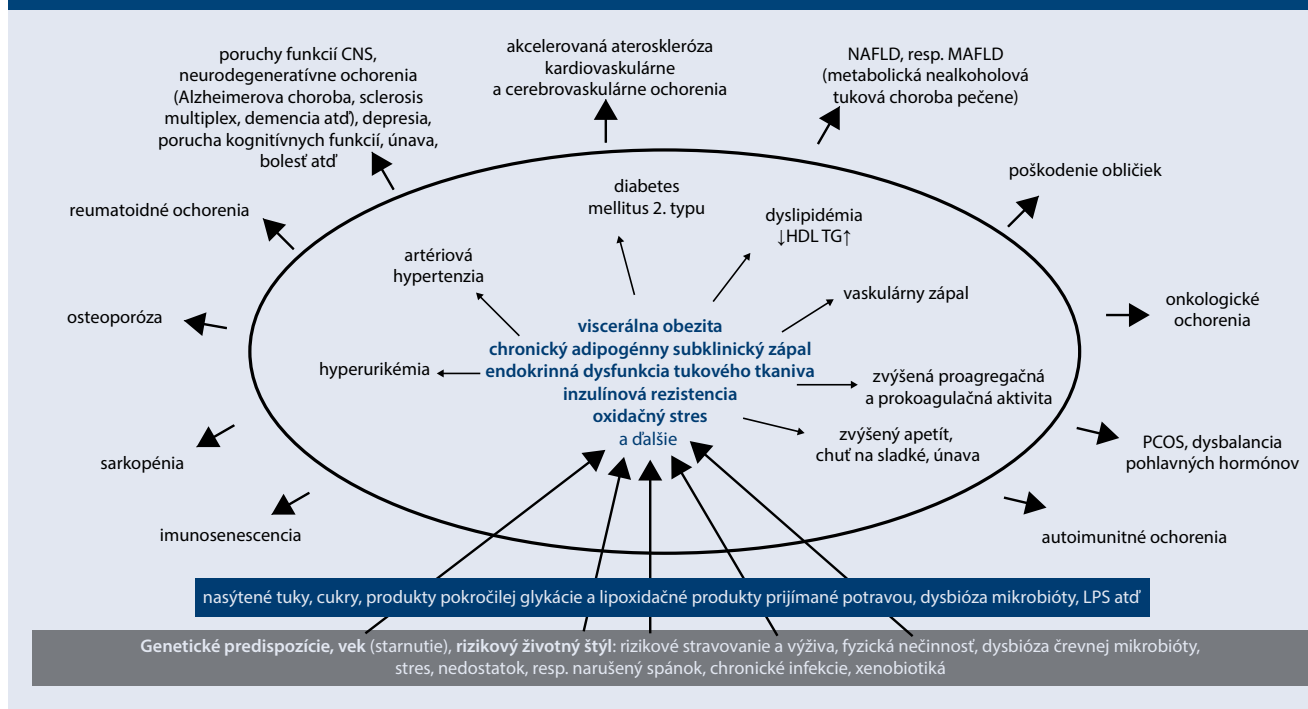 poruchy funkcií CNS,
neurodegeneratívne ochorenia
(Alzheimerova choroba, sclerosis
multiplex, demencia atď), depresia,
porucha kognitívnych funkcií, únava,
bolesť atď
akcelerovaná ateroskleróza
kardiovaskulárne
a cerebrovaskulárne ochorenia
NAFLD, resp. MAFLD
(metabolická nealkoholová
tuková choroba pečene)
poškodenie obličiek
reumatoidné ochorenia
diabetes
mellitus 2. typu
dyslipidémia
↓HDL TG↑
artériová
hypertenzia
vaskulárny zápal
onkologické
ochorenia
osteoporóza
viscerálna obezita
chronický adipogénny subklinický zápal
endokrinná dysfunkcia tukového tkaniva
inzulínová rezistencia
oxidačný stres
a ďalšie
hyperurikémia
zvýšená proagregačná
a prokoagulačná aktivita
zvýšený apetít,
chuť na sladké, únava
sarkopénia
PCOS, dysbalancia
pohlavných hormónov
imunosenescencia
autoimunitné ochorenia
nasýtené tuky, cukry, produkty pokročilej glykácie a lipoxidačné produkty prijímané potravou, dysbióza mikrobióty, LPS atď
Genetické predispozície, vek (starnutie), rizikový životný štýl: rizikové stravovanie a výživa, fyzická nečinnosť, dysbióza črevnej mikrobióty,
stres, nedostatok, resp. narušený spánok, chronické infekcie, xenobiotiká